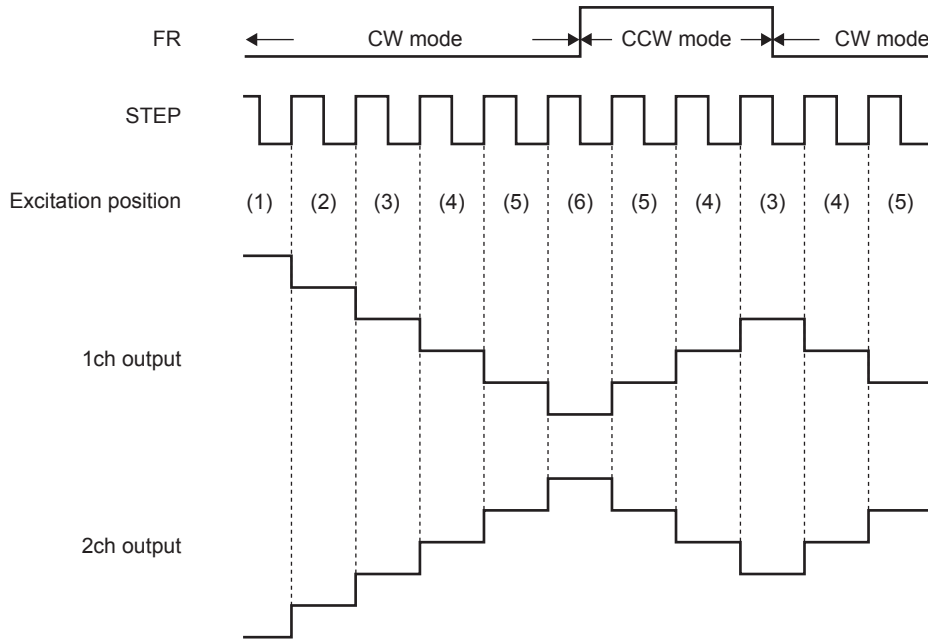 FR CW mode CCW mode CW mode
STEP
Excitation position (1) (2) (3) (4) (5) (6) (5) (4) (3) (4) (5)
1ch output
2ch output